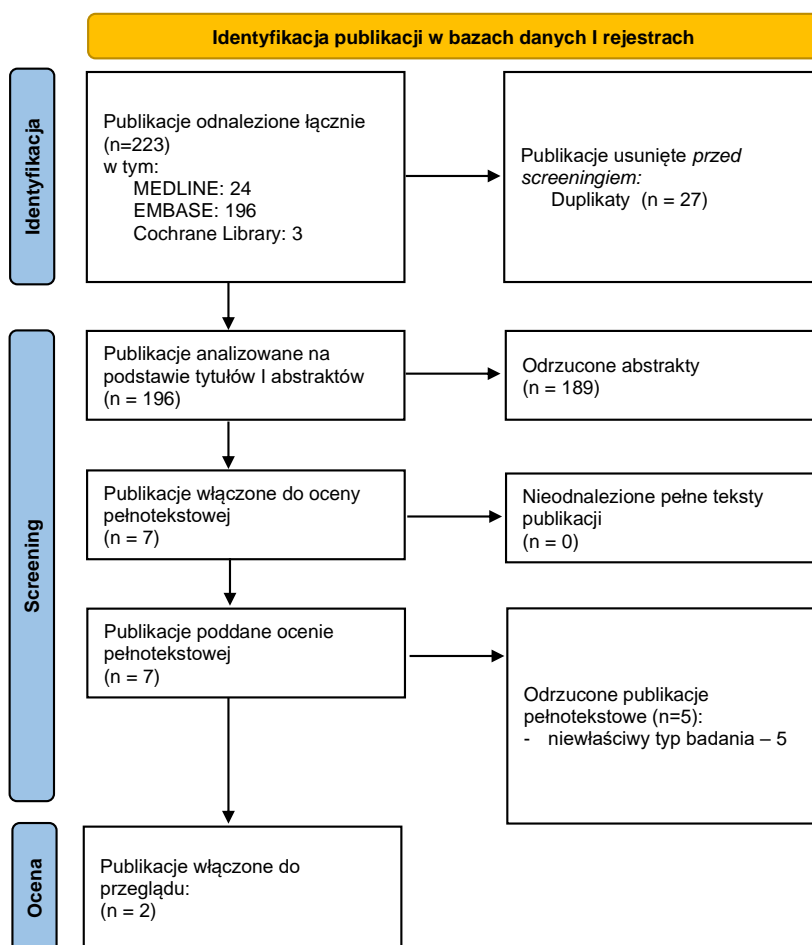 Identyfikacja publikacji w bazach danych I rejestrach
Identyfikacja
Publikacje odnalezione łącznie
(n=223)
w tym:
MEDLINE: 24
EMBASE: 196
Cochrane Library: 3
Publikacje usunięte przed
screeningiem:
Duplikaty (n = 27)
Screening
Publikacje analizowane na
podstawie tytułów I abstraktów
(n = 196)
Odrzucone abstrakty
(n = 189)
Publikacje włączone do oceny
pełnotekstowej
(n = 7)
Nieodnalezione pełne teksty
publikacji
(n = 0)
Publikacje poddane ocenie
pełnotekstowej
(n = 7)
Odrzucone publikacje
pełnotekstowe (n=5):
- niewłaściwy typ badania – 5
Ocena
Publikacje włączone do
przeglądu:
(n = 2)